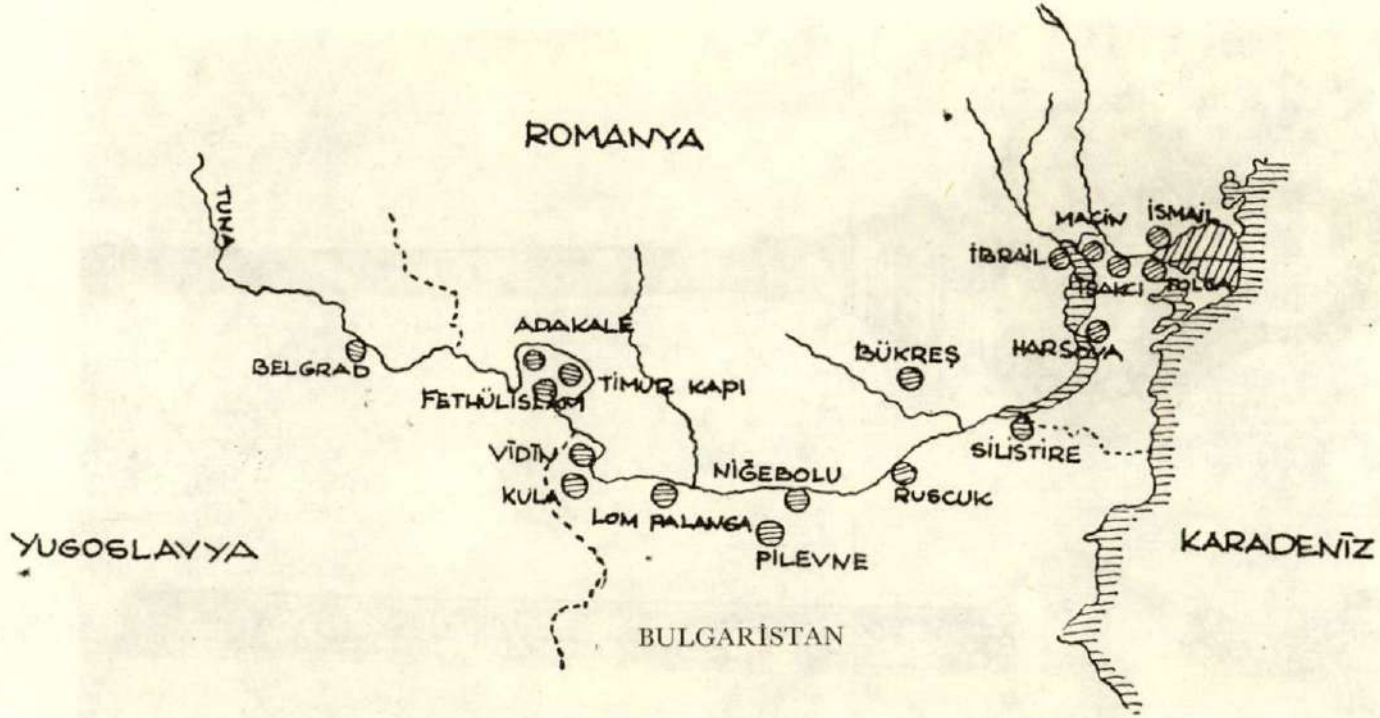 ROMANYA
TUNA
MAÇİN
İSMAİL
İBRAİL
İSAKÇI
TOLÇA
ADAKALE
BELGRAD
BÜKREŞ
HARSOVA
TİMUR KAPI
FETHÜLİSLAM
VİDİN
NİĞEBOLU
SİLİSTİRE
KULA
RUSCUK
LOM PALANGA
YUGOSLAVYA
PİLEVNE
KARADENİZ
BULGARİSTAN